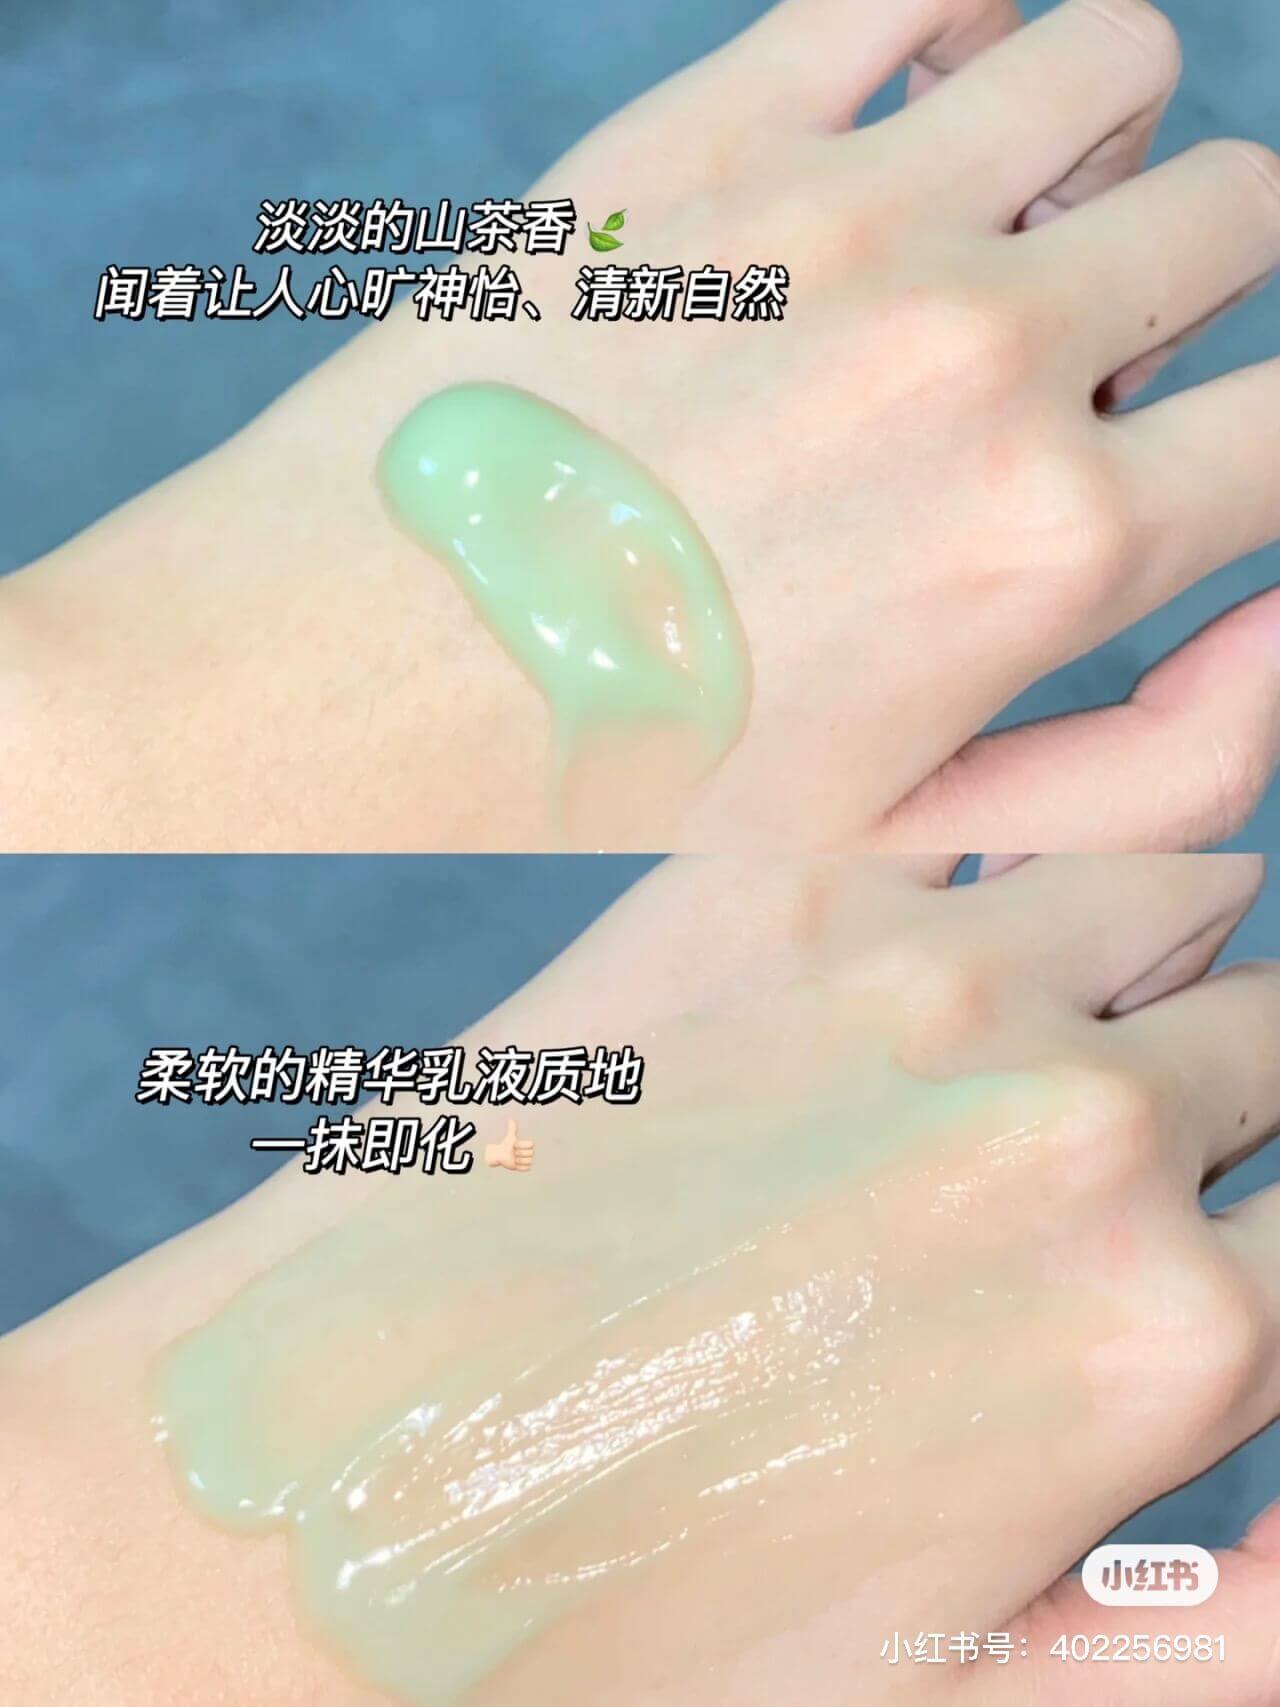 淡淡的山茶香🌿
闻着让人心旷神怡、清新自然
柔软的精华乳液质地
一抹即化👍🏻
小红书
小红书号：402256981